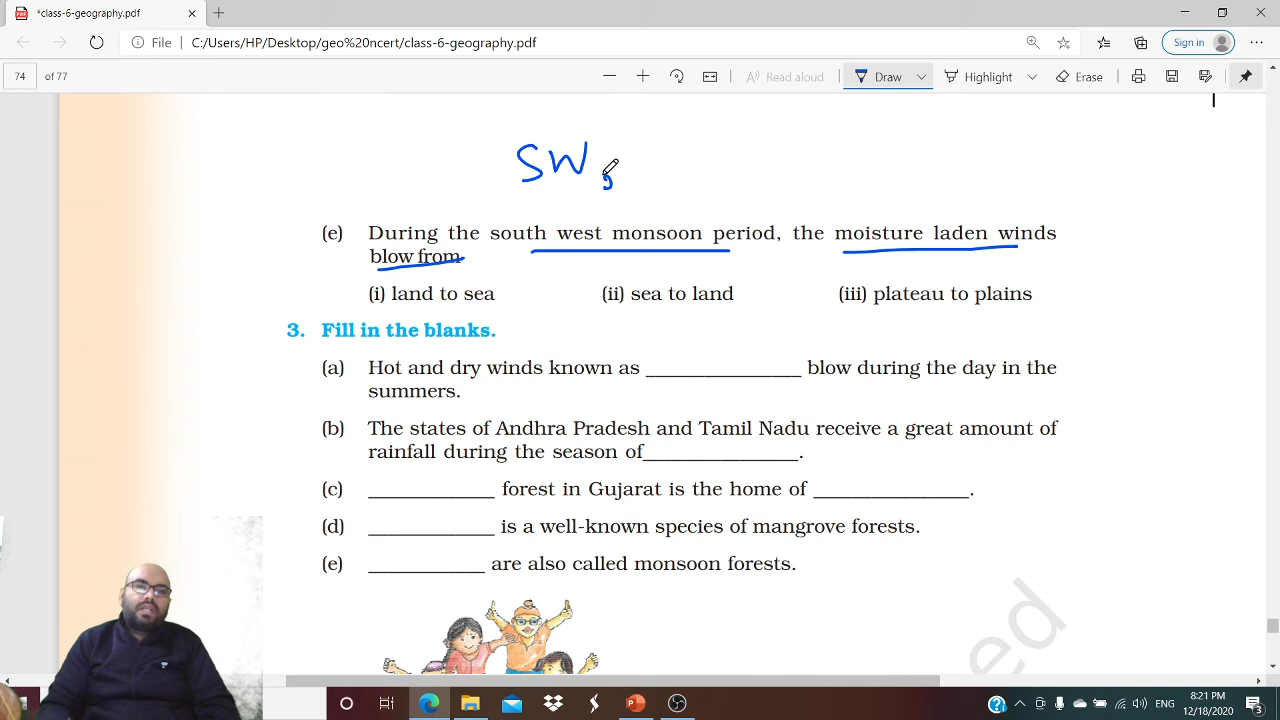 *class-6-geography.pdf
File
C:/Users/HP/Desktop/geo%20ncert/class-6-geography.pdf
Sign in
74 of 77
Read aloud
Draw
Highlight
Erase
SW,
(e) During the south west monsoon period, the moisture laden winds
blow from
(i) land to sea (ii) sea to land (iii) plateau to plains
3. Fill in the blanks.
(a) Hot and dry winds known as _______________ blow during the day in the
summers.
(b) The states of Andhra Pradesh and Tamil Nadu receive a great amount of
rainfall during the season of_______________.
(c) ____________ forest in Gujarat is the home of _______________.
(d) ____________ is a well-known species of mangrove forests.
(e) ___________ are also called monsoon forests.
ENG
8:21 PM
12/18/2020